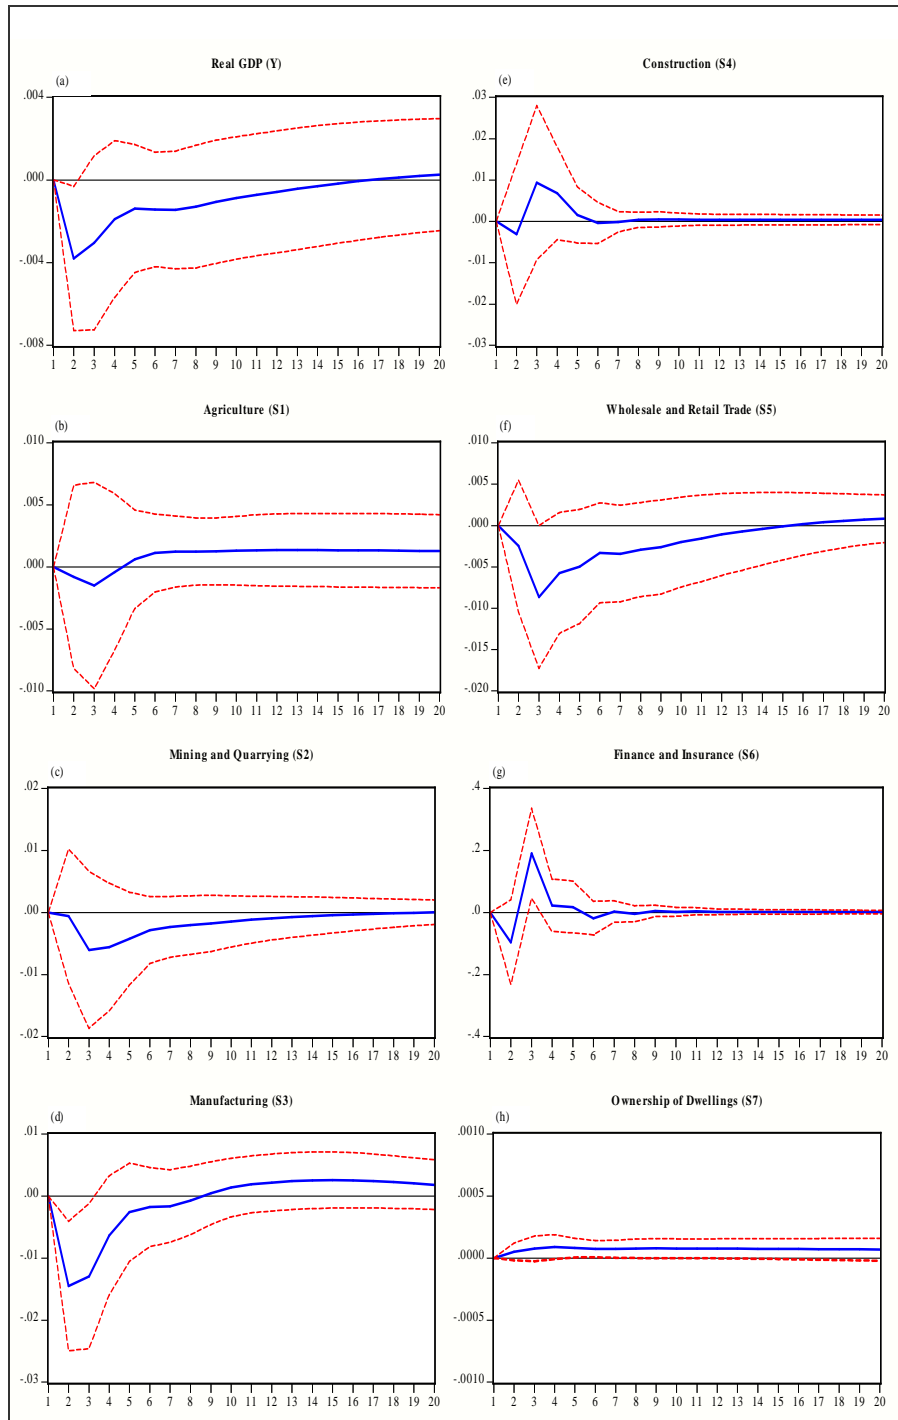 Real GDP (Y)
(a)
.004
.000
-.004
-.008
1 2 3 4 5 6 7 8 9 10 11 12 13 14 15 16 17 18 19 20
Construction (S4)
(e)
.03
.02
.01
.00
-.01
-.02
-.03
1 2 3 4 5 6 7 8 9 10 11 12 13 14 15 16 17 18 19 20
Agriculture (S1)
(b)
.010
.005
.000
-.005
-.010
1 2 3 4 5 6 7 8 9 10 11 12 13 14 15 16 17 18 19 20
Wholesale and Retail Trade (S5)
(f)
.010
.005
.000
-.005
-.010
-.015
-.020
1 2 3 4 5 6 7 8 9 10 11 12 13 14 15 16 17 18 19 20
Mining and Quarrying (S2)
(c)
.02
.01
.00
-.01
-.02
1 2 3 4 5 6 7 8 9 10 11 12 13 14 15 16 17 18 19 20
Finance and Insurance (S6)
(g)
.4
.2
.0
-.2
-.4
1 2 3 4 5 6 7 8 9 10 11 12 13 14 15 16 17 18 19 20
Manufacturing (S3)
(d)
.01
.00
-.01
-.02
-.03
1 2 3 4 5 6 7 8 9 10 11 12 13 14 15 16 17 18 19 20
Ownership of Dwellings (S7)
(h)
.0010
.0005
.0000
-.0005
-.0010
1 2 3 4 5 6 7 8 9 10 11 12 13 14 15 16 17 18 19 20